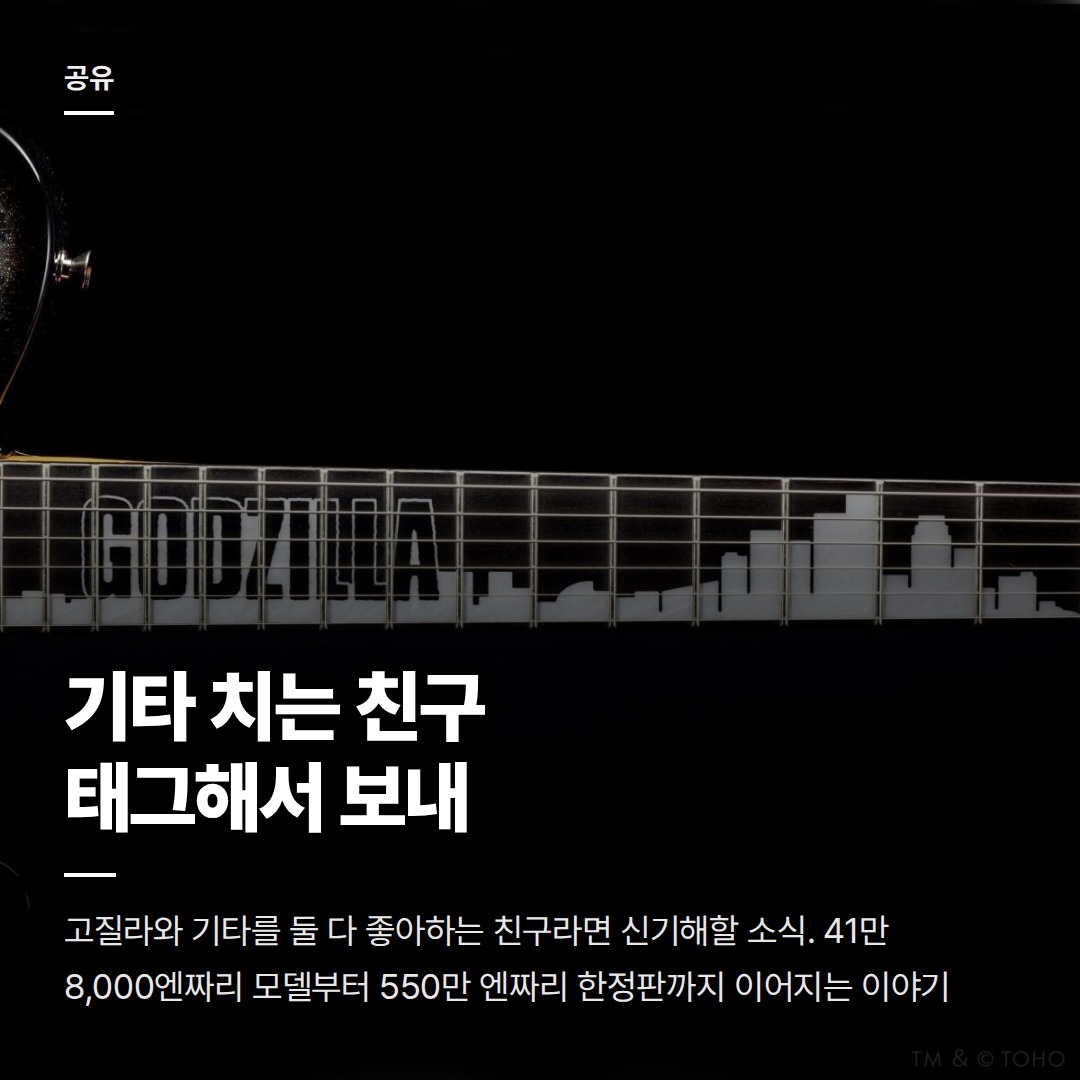 공유
GODZILLA
기타 치는 친구
태그해서 보내
고질라와 기타를 둘 다 좋아하는 친구라면 신기해할 소식. 41만
8,000엔짜리 모델부터 550만 엔짜리 한정판까지 이어지는 이야기
TM & © TOHO